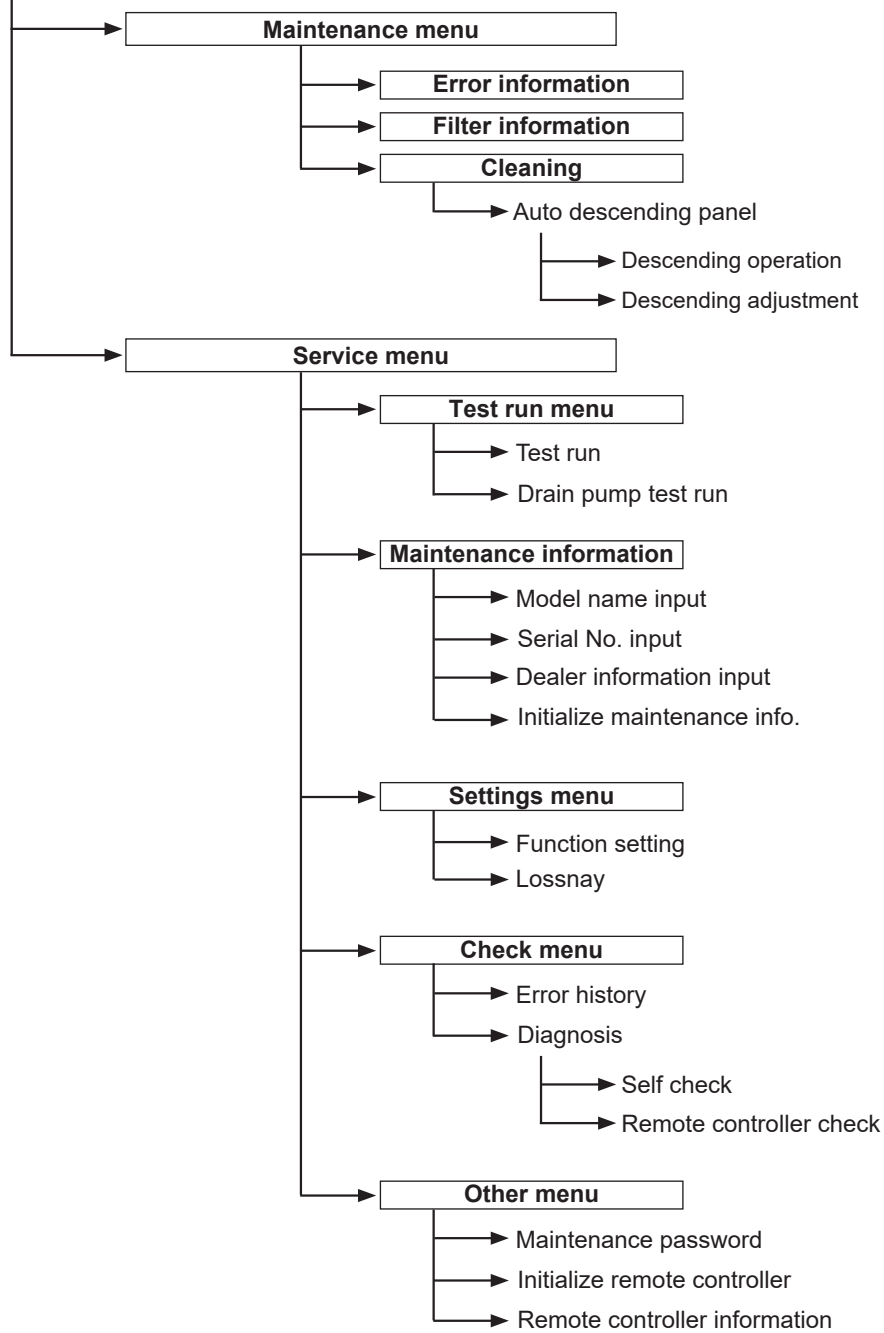 Maintenance menu
Error information
Filter information
Cleaning
Auto descending panel
Descending operation
Descending adjustment
Service menu
Test run menu
Test run
Drain pump test run
Maintenance information
Model name input
Serial No. input
Dealer information input
Initialize maintenance info.
Settings menu
Function setting
Lossnay
Check menu
Error history
Diagnosis
Self check
Remote controller check
Other menu
Maintenance password
Initialize remote controller
Remote controller information